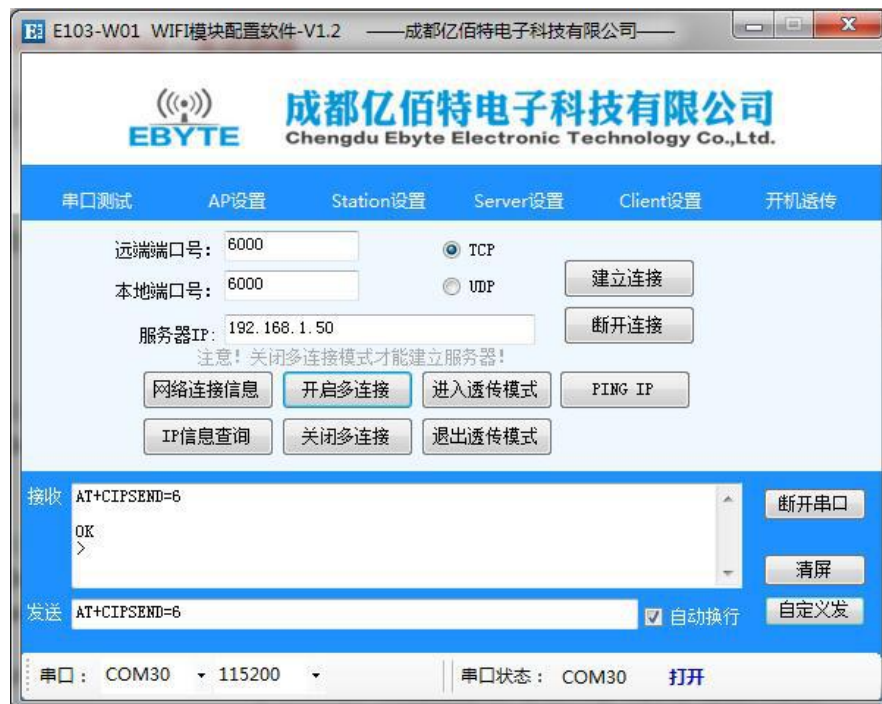 E103-W01 WIFI模块配置软件-V1.2 ——成都亿佰特电子科技有限公司——
EBYTE
成都亿佰特电子科技有限公司
Chengdu Ebyte Electronic Technology Co.,Ltd.
串口测试 AP设置 Station设置 Server设置 Client设置 开机透传
远端端口号: 6000 TCP
本地端口号: 6000 UDP 建立连接
服务器IP: 192.168.1.50 断开连接
注意! 关闭多连接模式才能建立服务器!
网络连接信息 开启多连接 进入透传模式 PING IP
IP信息查询 关闭多连接 退出透传模式
接收 AT+CIPSEND=6 断开串口
OK
>
清屏
发送 AT+CIPSEND=6 自动换行 自定义发
串口: COM30 115200 串口状态: COM30 打开